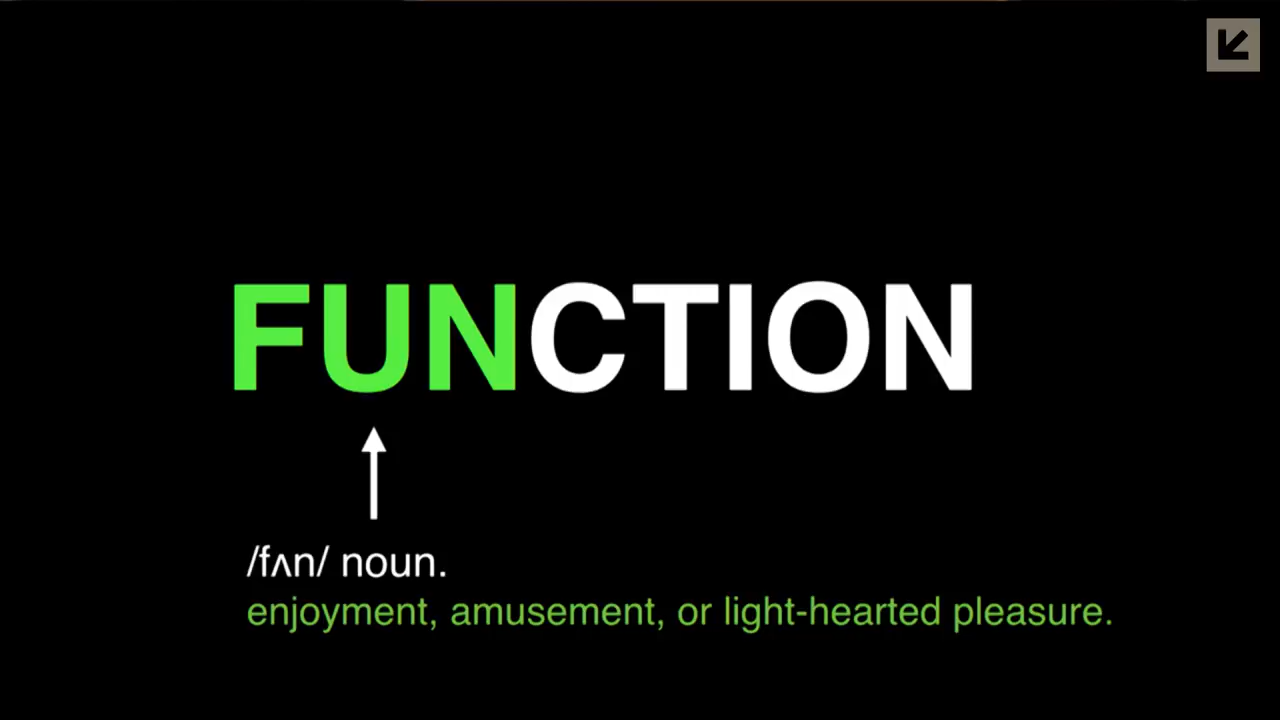 FUNCTION
/fʌn/ noun.
enjoyment, amusement, or light-hearted pleasure.